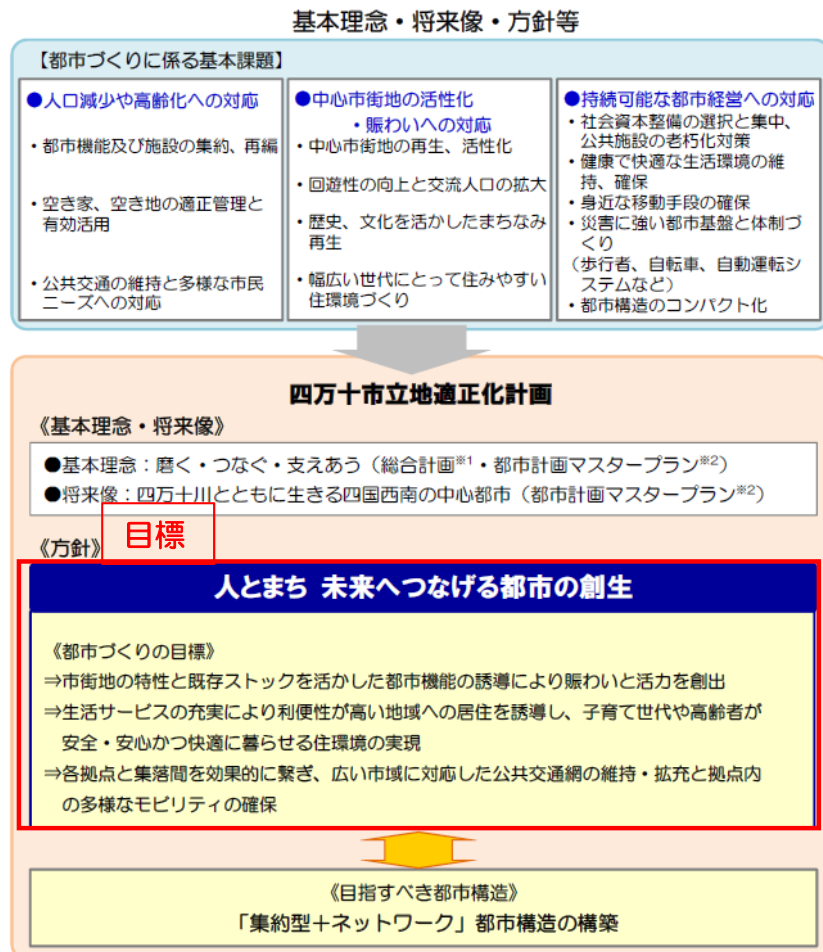 基本理念・将来像・方針等
【都市づくりに係る基本課題】
●人口減少や高齢化への対応
・都市機能及び施設の集約、再編
・空き家、空き地の適正管理と
有効活用
・公共交通の維持と多様な市民
ニーズへの対応
●中心市街地の活性化
・賑わいへの対応
・中心市街地の再生、活性化
・回遊性の向上と交流人口の拡大
・歴史、文化を活かしたまちなみ
再生
・幅広い世代にとって住みやすい
住環境づくり
●持続可能な都市経営への対応
・社会資本整備の選択と集中、
公共施設の老朽化対策
・健康で快適な生活環境の維
持、確保
・身近な移動手段の確保
・災害に強い都市基盤と体制づ
くり
（歩行者、自転車、自動運転シ
ステムなど）
・都市構造のコンパクト化
四万十市立地適正化計画
《基本理念・将来像》
●基本理念：磨く・つなぐ・支えあう（総合計画※1・都市計画マスタープラン※2）
●将来像：四万十川とともに生きる四国西南の中心都市（都市計画マスタープラン※2）
《方針》
目標
人とまち 未来へつなげる都市の創生
《都市づくりの目標》
⇒市街地の特性と既存ストックを活かした都市機能の誘導により賑わいと活力を創出
⇒生活サービスの充実により利便性が高い地域への居住を誘導し、子育て世代や高齢者が
安全・安心かつ快適に暮らせる住環境の実現
⇒各拠点と集落間を効果的に繋ぎ、広い市域に対応した公共交通網の維持・拡充と拠点内
の多様なモビリティの確保
《目指すべき都市構造》
「集約型＋ネットワーク」都市構造の構築